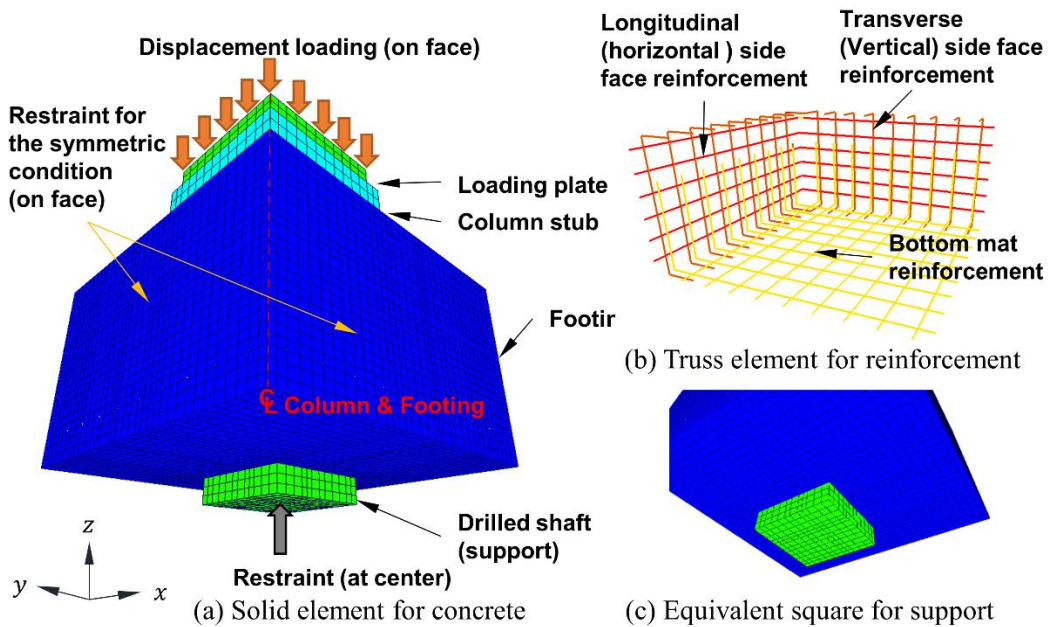 Displacement loading (on face)
Restraint for
the symmetric
condition
(on face)
Loading plate
Column stub
Footir
℄ Column & Footing
Drilled shaft
(support)
Restraint (at center)
z
y
x
(a) Solid element for concrete
Longitudinal
(horizontal ) side
face reinforcement
Transverse
(Vertical) side face
reinforcement
Bottom mat
reinforcement
(b) Truss element for reinforcement
(c) Equivalent square for support